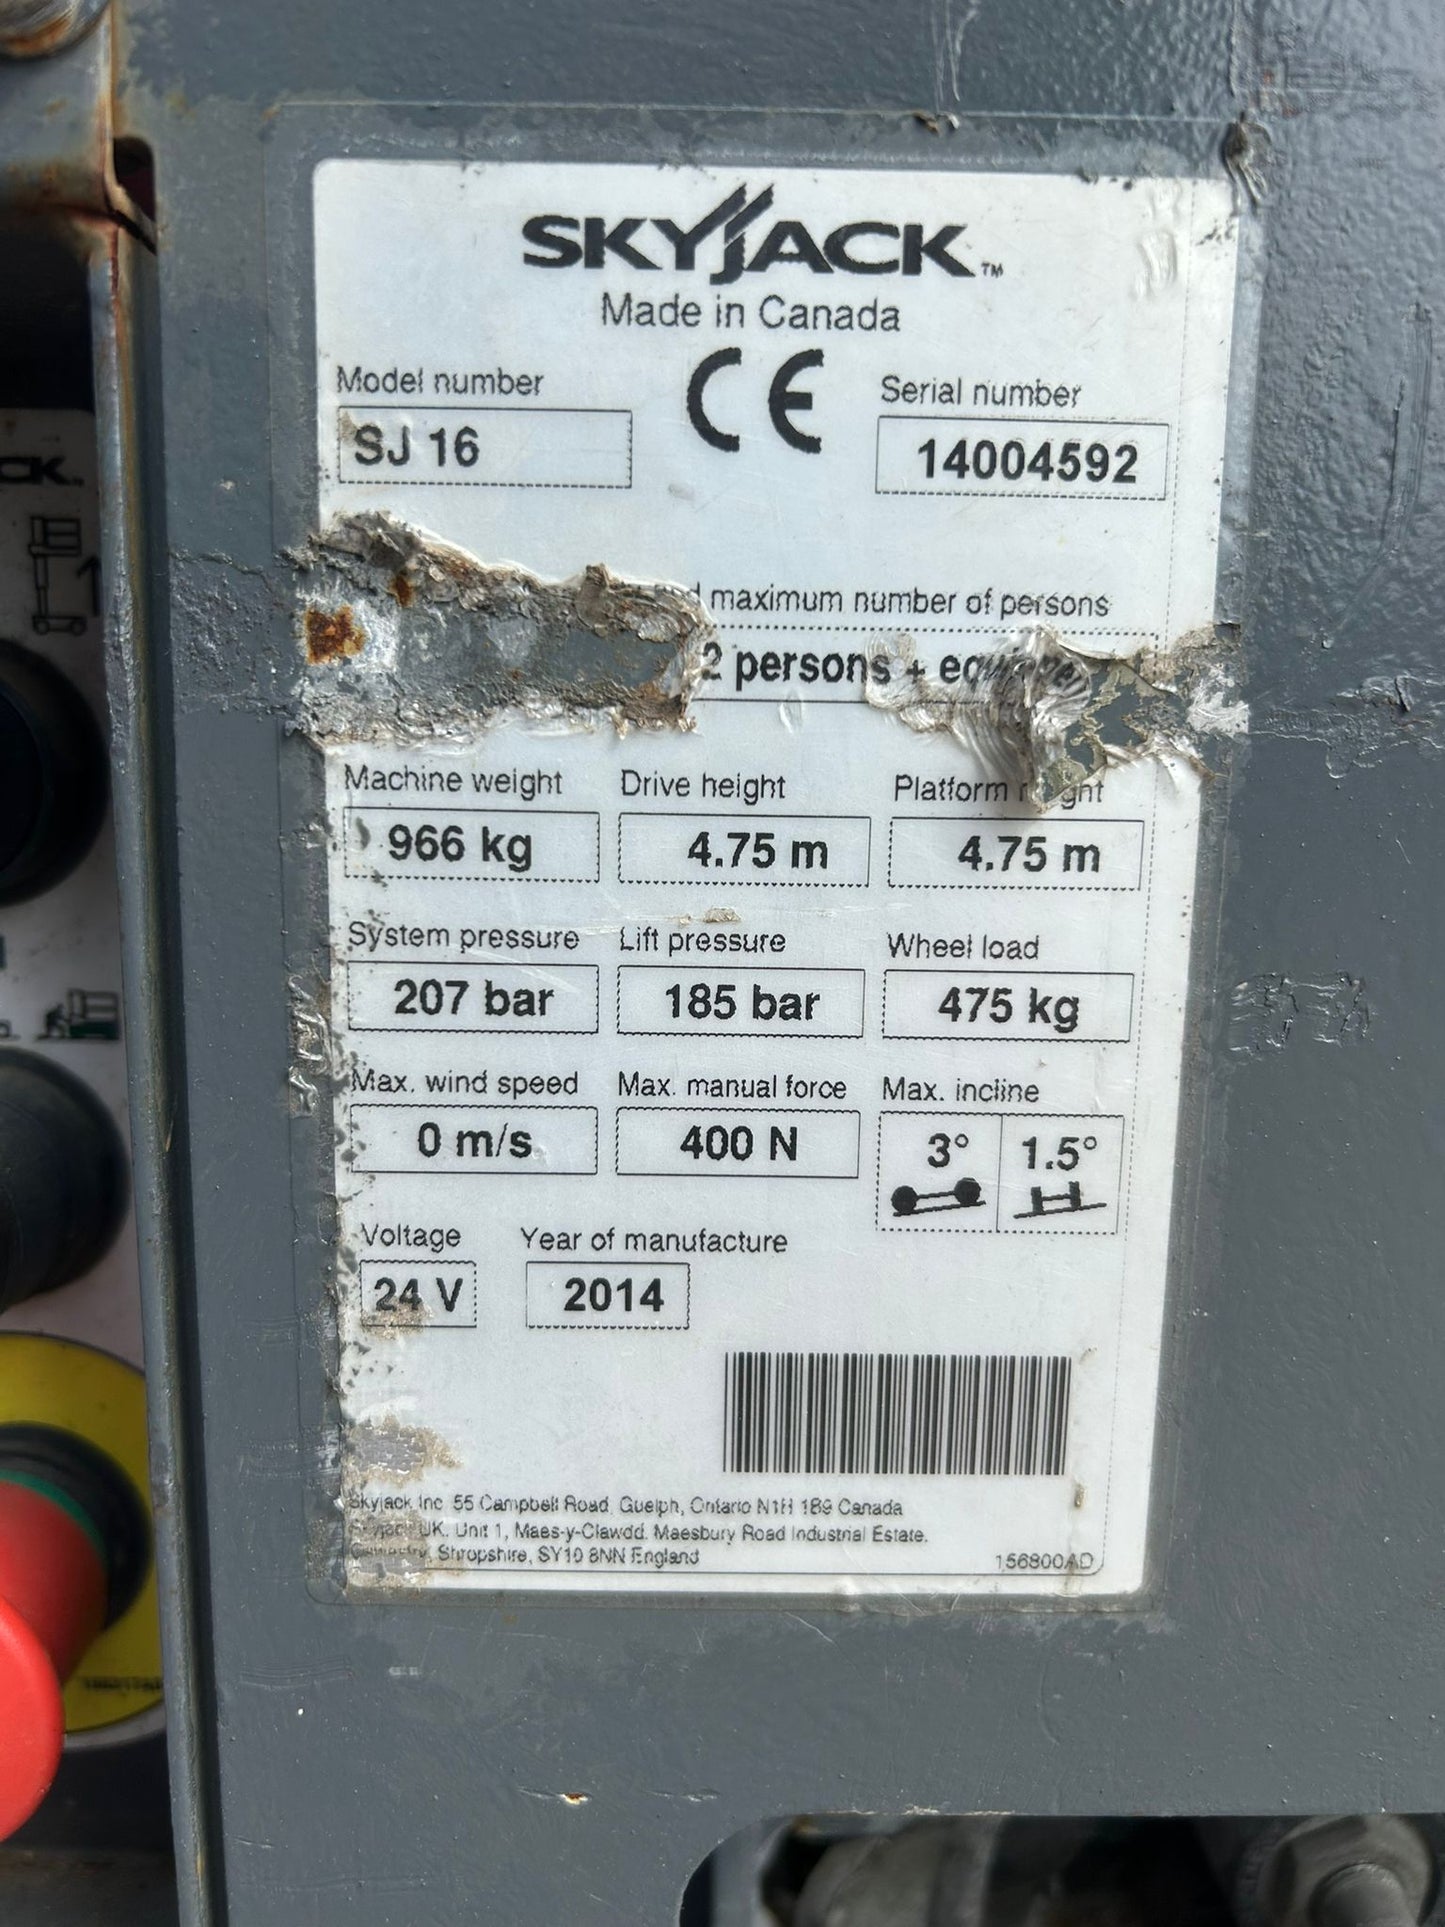 SKYJACK™
Made in Canada
Model number
SJ 16
CE
Serial number
14004592
maximum number of persons
2 persons + equipment
Machine weight
966 kg
Drive height
4.75 m
Platform height
4.75 m
System pressure
207 bar
Lift pressure
185 bar
Wheel load
475 kg
Max. wind speed
0 m/s
Max. manual force
400 N
Max. incline
3° 1.5°
Voltage
24 V
Year of manufacture
2014
Skyjack Inc 55 Campbell Road, Guelph, Ontario N1H 1B9 Canada
UK. Unit 1, Maes-y-Clawdd. Maesbury Road Industrial Estate.
Shropshire, SY10 8NN England
156800AD